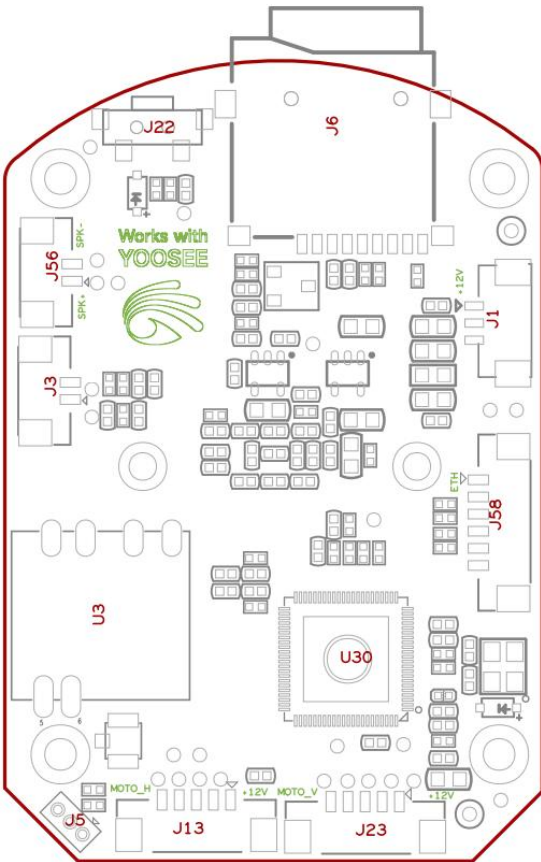 J22
J6
SPK-
J56
SPK+
Works with
YOOSEE
+12V
J1
J3
ETH
J58
U3
U30
5
6
MOTO_H
+12V
MOTO_V
+12V
J5
J13
J23